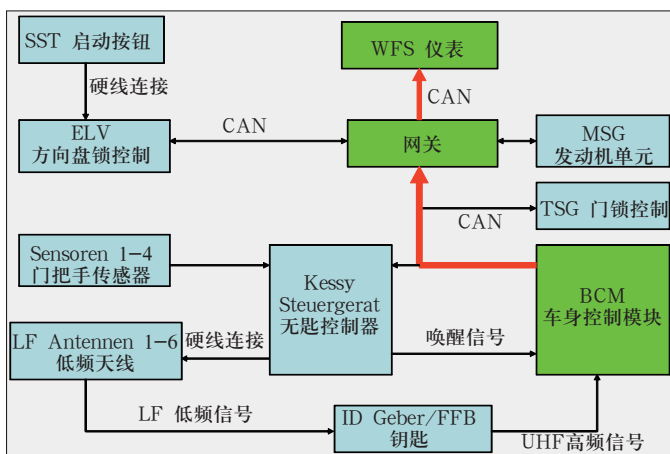 SST 启动按钮
WFS 仪表
硬线连接
CAN
ELV
方向盘锁控制
CAN
网关
MSG
发动机单元
CAN
TSG 门锁控制
Sensoren 1-4
门把手传感器
Kessy
Steuergerat
无匙控制器
BCM
车身控制模块
LF Antennen 1-6
低频天线
硬线连接
唤醒信号
LF 低频信号
ID Geber/FFB
钥匙
UHF高频信号